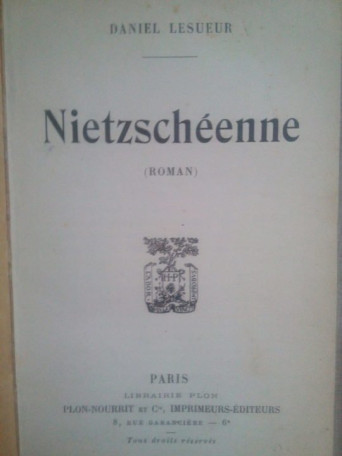 DANIEL LESUEUR
Nietzschéenne
(ROMAN)
LABOR
PARIS
LIBRAIRIE PLON
PLON-NOURRIT ET Cie, IMPRIMEURS-ÉDITEURS
8, RUE GARANCIÈRE — 6e
Tous droits réservés